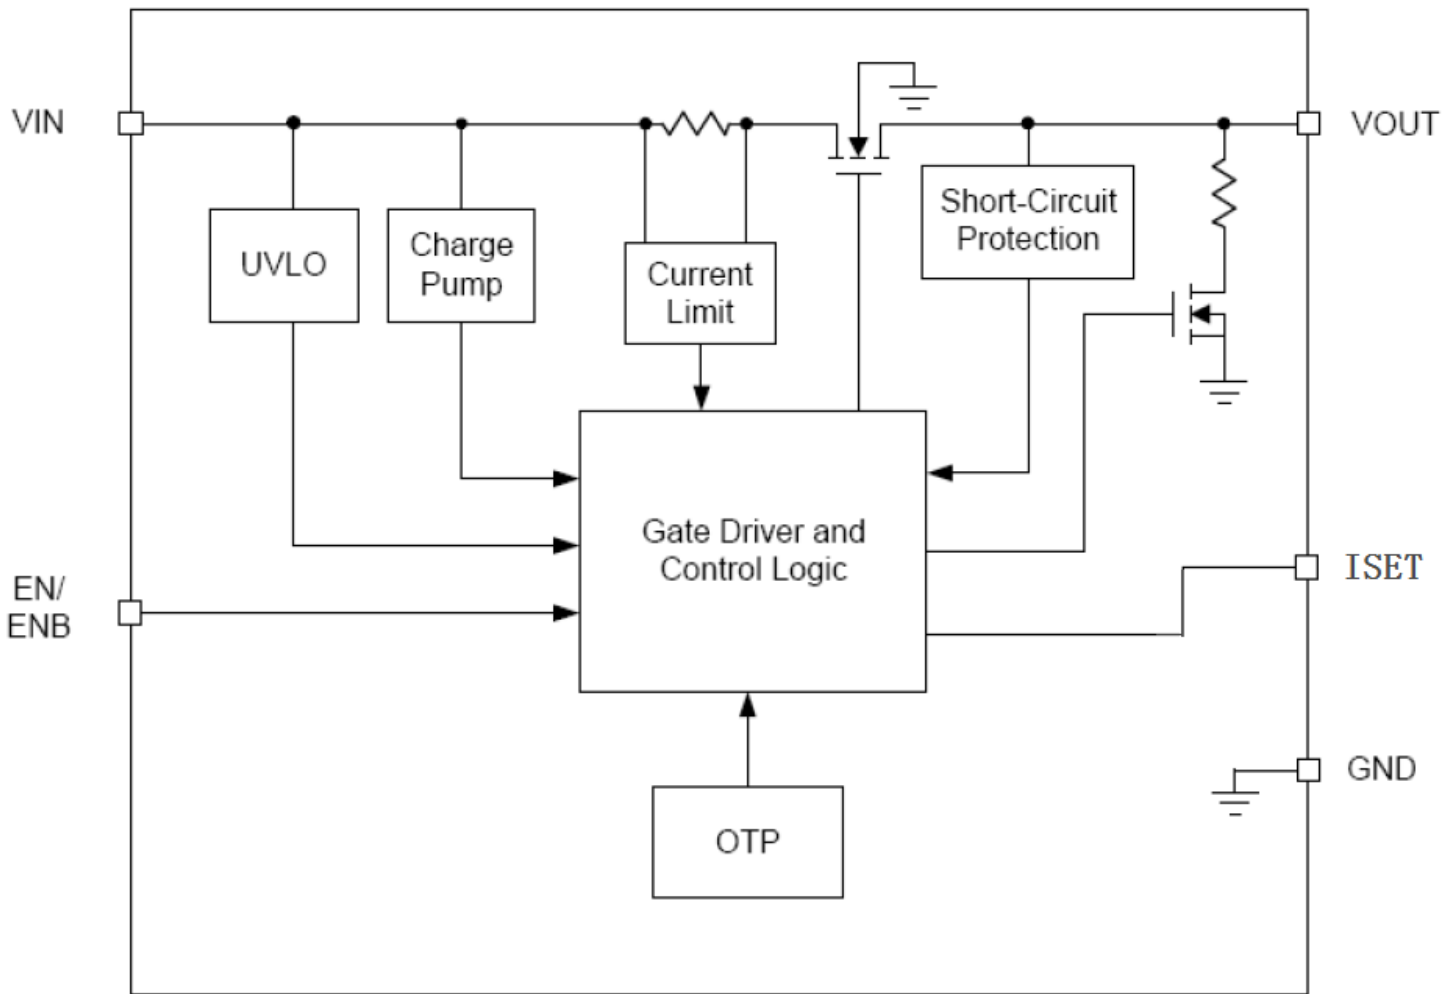 VIN
VOUT
UVLO
Charge
Pump
Current
Limit
Short-Circuit
Protection
Gate Driver and
Control Logic
EN/
ENB
ISET
GND
OTP